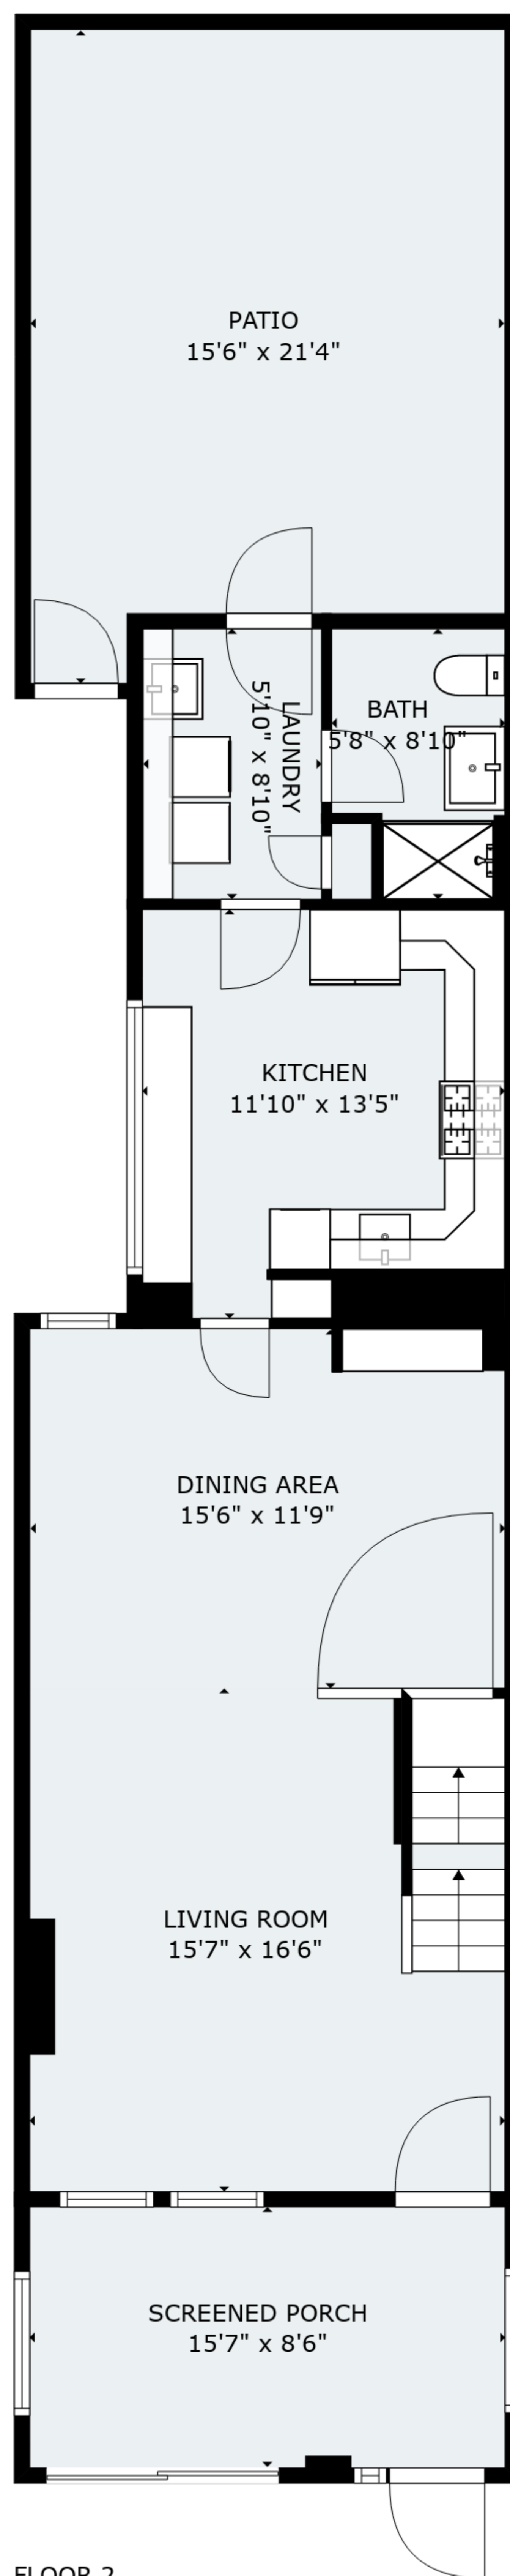 PATIO
15'6" x 21'4"
LAUNDRY
5'10" x 8'10"
BATH
5'8" x 8'10"
KITCHEN
11'10" x 13'5"
DINING AREA
15'6" x 11'9"
LIVING ROOM
15'7" x 16'6"
SCREENED PORCH
15'7" x 8'6"
FLOOR 2